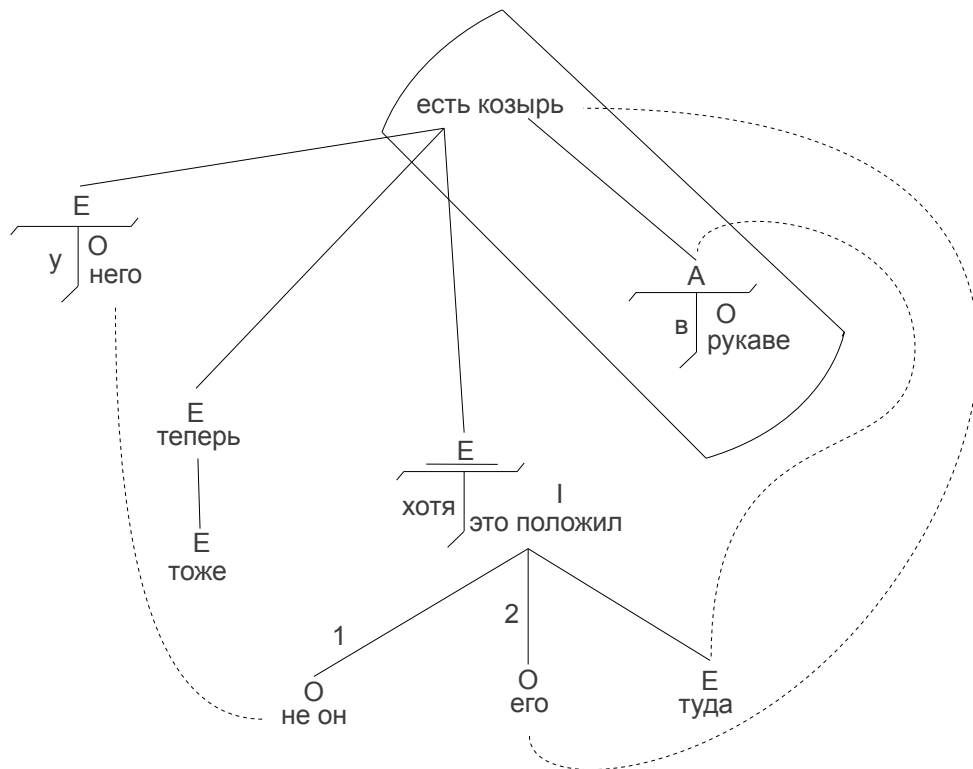 есть козырь
E
у
O
него
A
в
O
рукаве
E
теперь
E
тоже
E
хотя
I
это положил
1
2
O
не он
O
его
E
туда